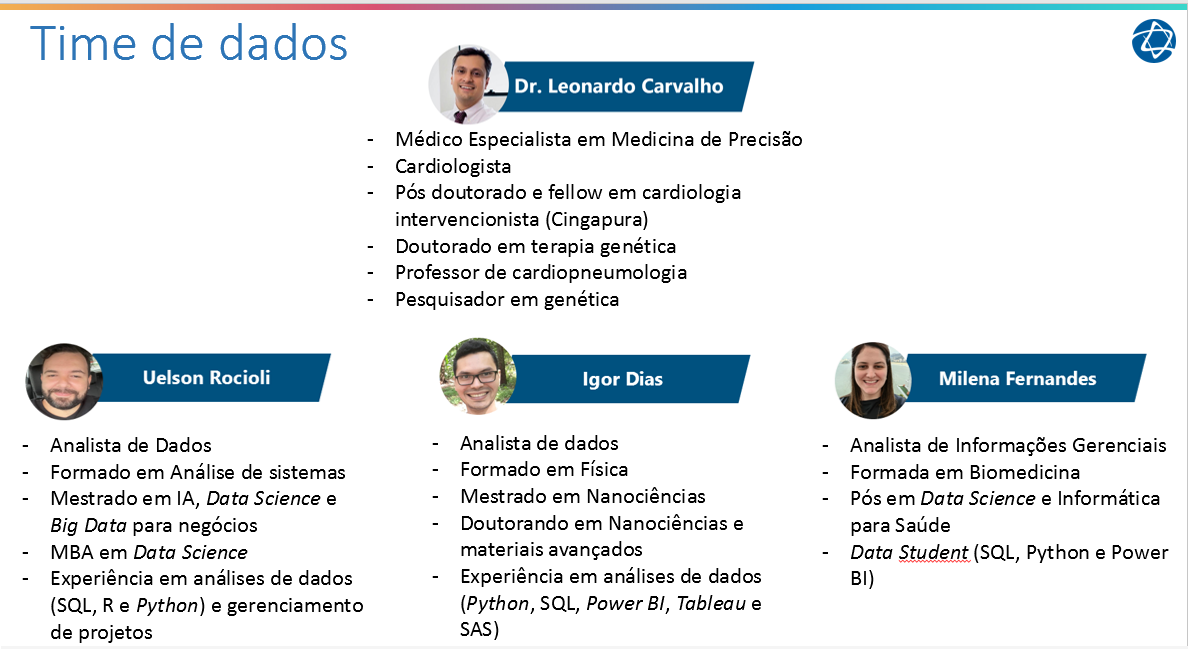 Time de dados
Dr. Leonardo Carvalho
- Médico Especialista em Medicina de Precisão
- Cardiologista
- Pós doutorado e fellow em cardiologia
intervencionista (Cingapura)
- Doutorado em terapia genética
- Professor de cardiopneumologia
- Pesquisador em genética
Uelson Rocioli
- Analista de Dados
- Formado em Análise de sistemas
- Mestrado em IA, Data Science e
Big Data para negócios
- MBA em Data Science
- Experiência em análises de dados
(SQL, R e Python) e gerenciamento
de projetos
Igor Dias
- Analista de dados
- Formado em Física
- Mestrado em Nanociências
- Doutorando em Nanociências e
materiais avançados
- Experiência em análises de dados
(Python, SQL, Power BI, Tableau e
SAS)
Milena Fernandes
- Analista de Informações Gerenciais
- Formada em Biomedicina
- Pós em Data Science e Informática
para Saúde
- Data Student (SQL, Python e Power
BI)